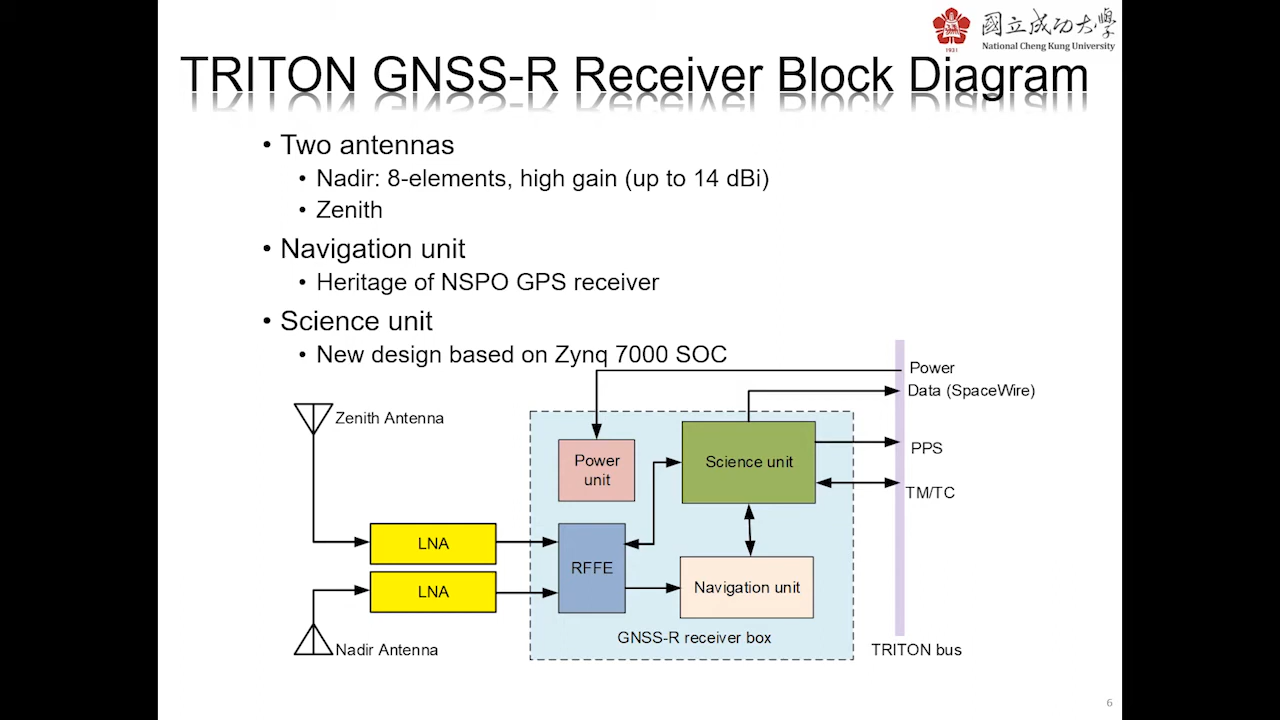 國立成功大學
1931
National Cheng Kung University
TRITON GNSS-R Receiver Block Diagram
• Two antennas
• Nadir: 8-elements, high gain (up to 14 dBi)
• Zenith
• Navigation unit
• Heritage of NSPO GPS receiver
• Science unit
• New design based on Zynq 7000 SOC
Power
Data (SpaceWire)
Zenith Antenna
PPS
Power
unit
Science unit
TM/TC
LNA
RFFE
LNA
Navigation unit
GNSS-R receiver box
Nadir Antenna
TRITON bus
6